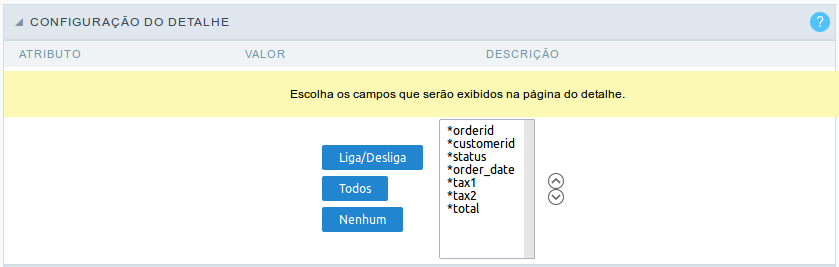 CONFIGURAÇÃO DO DETALHE
?
ATRIBUTO VALOR DESCRIÇÃO
Escolha os campos que serão exibidos na página do detalhe.
Liga/Desliga
Todos
Nenhum
*orderid
*customerid
*status
*order_date
*tax1
*tax2
*total